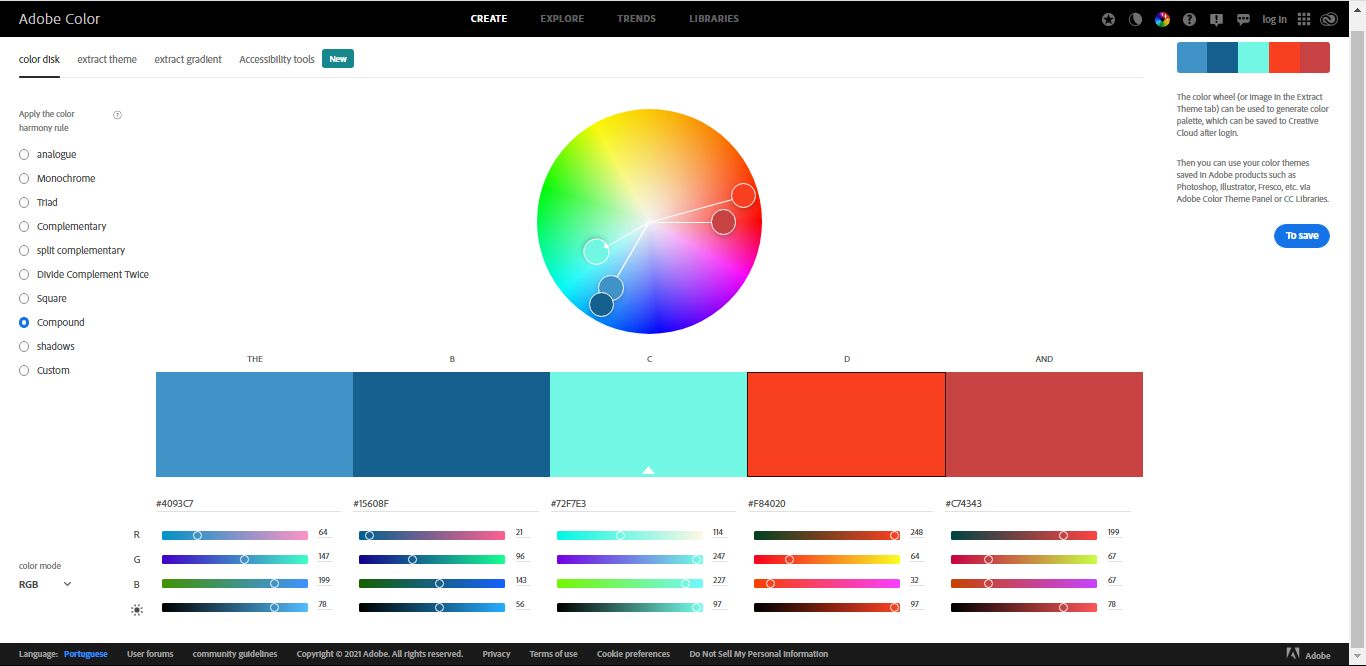 Adobe Color
CREATE EXPLORE TRENDS LIBRARIES
log in
color disk extract theme extract gradient Accessibility tools New
Apply the color
harmony rule
analogue
Monochrome
Triad
Complementary
split complementary
Divide Complement Twice
Square
Compound
shadows
Custom
The color wheel (or Image in the Extract
Theme tab) can be used to generate color
palette, which can be saved to Creative
Cloud after login.
Then you can use your color themes
saved in Adobe products such as
Photoshop, Illustrator, Fresco, etc. via
Adobe Color Theme Panel or CC Libraries.
To save
THE B C D AND
#4093C7 #15608F #72F7E3 #F84020 #C74343
R 64 21 114 248 199
G 147 96 247 64 67
B 199 143 227 32 67
78 56 97 97 78
color mode
RGB
Language: Portuguese User forums community guidelines Copyright © 2021 Adobe. All rights reserved. Privacy Terms of use Cookie preferences Do Not Sell My Personal Information Adobe